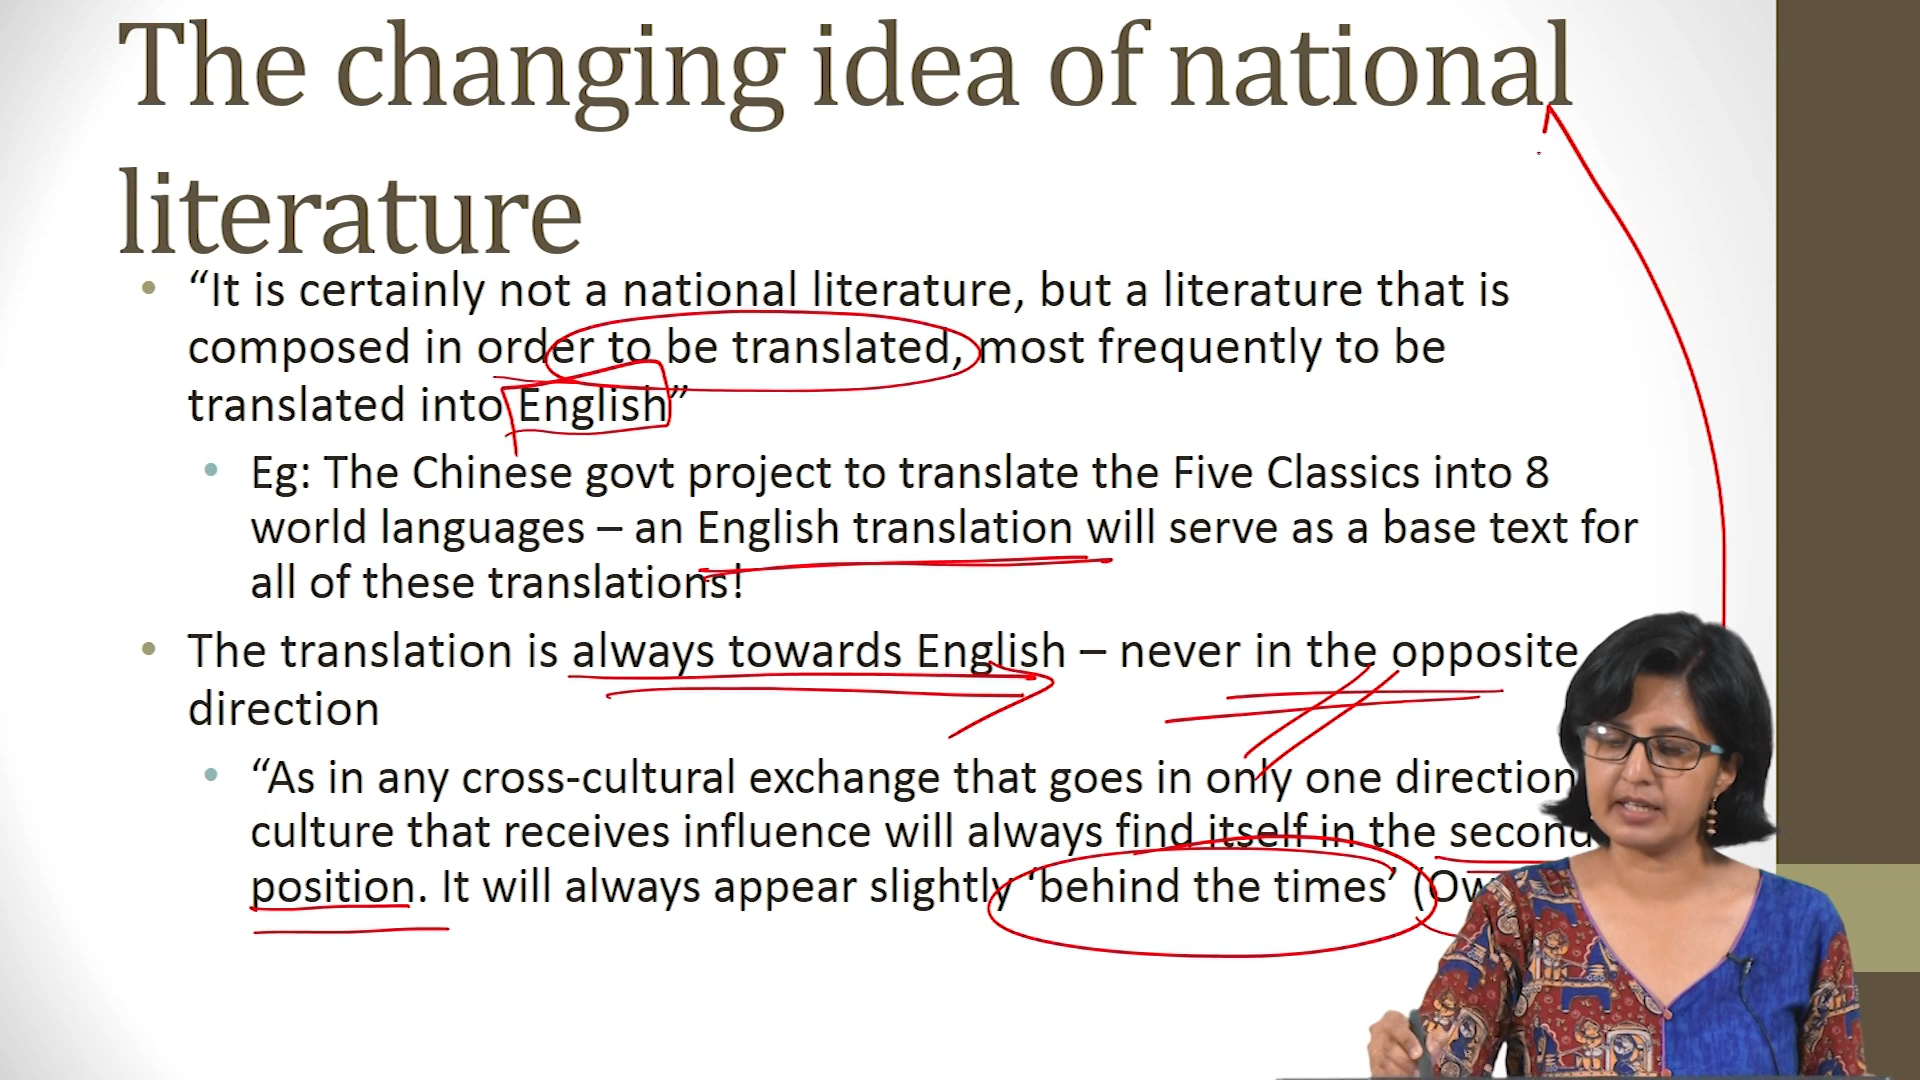 The changing idea of national
literature
• “It is certainly not a national literature, but a literature that is
composed in order to be translated, most frequently to be
translated into English”
• Eg: The Chinese govt project to translate the Five Classics into 8
world languages – an English translation will serve as a base text for
all of these translations!
• The translation is always towards English – never in the opposite
direction
• “As in any cross-cultural exchange that goes in only one direction
culture that receives influence will always find itself in the second
position. It will always appear slightly ‘behind the times’ (